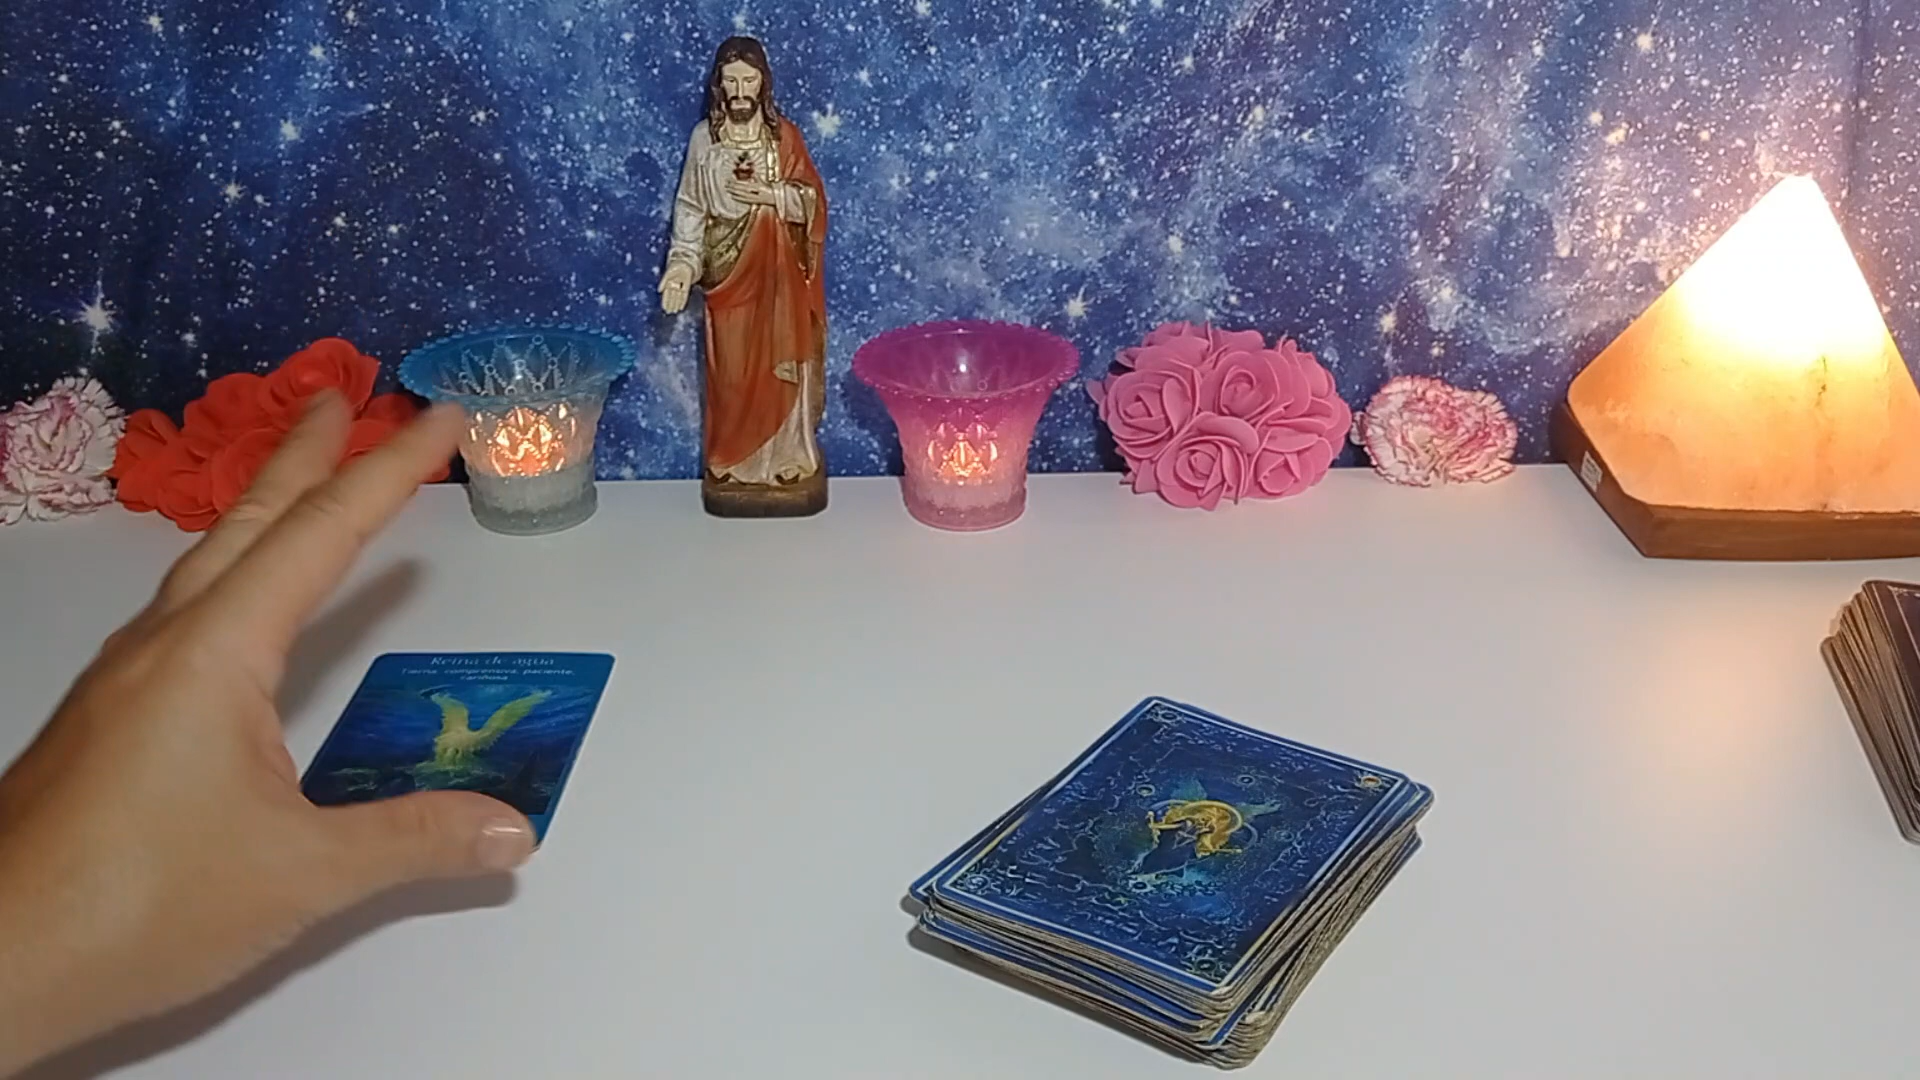 Reina de agua
Tierna, comprensiva, paciente,
cariñosa